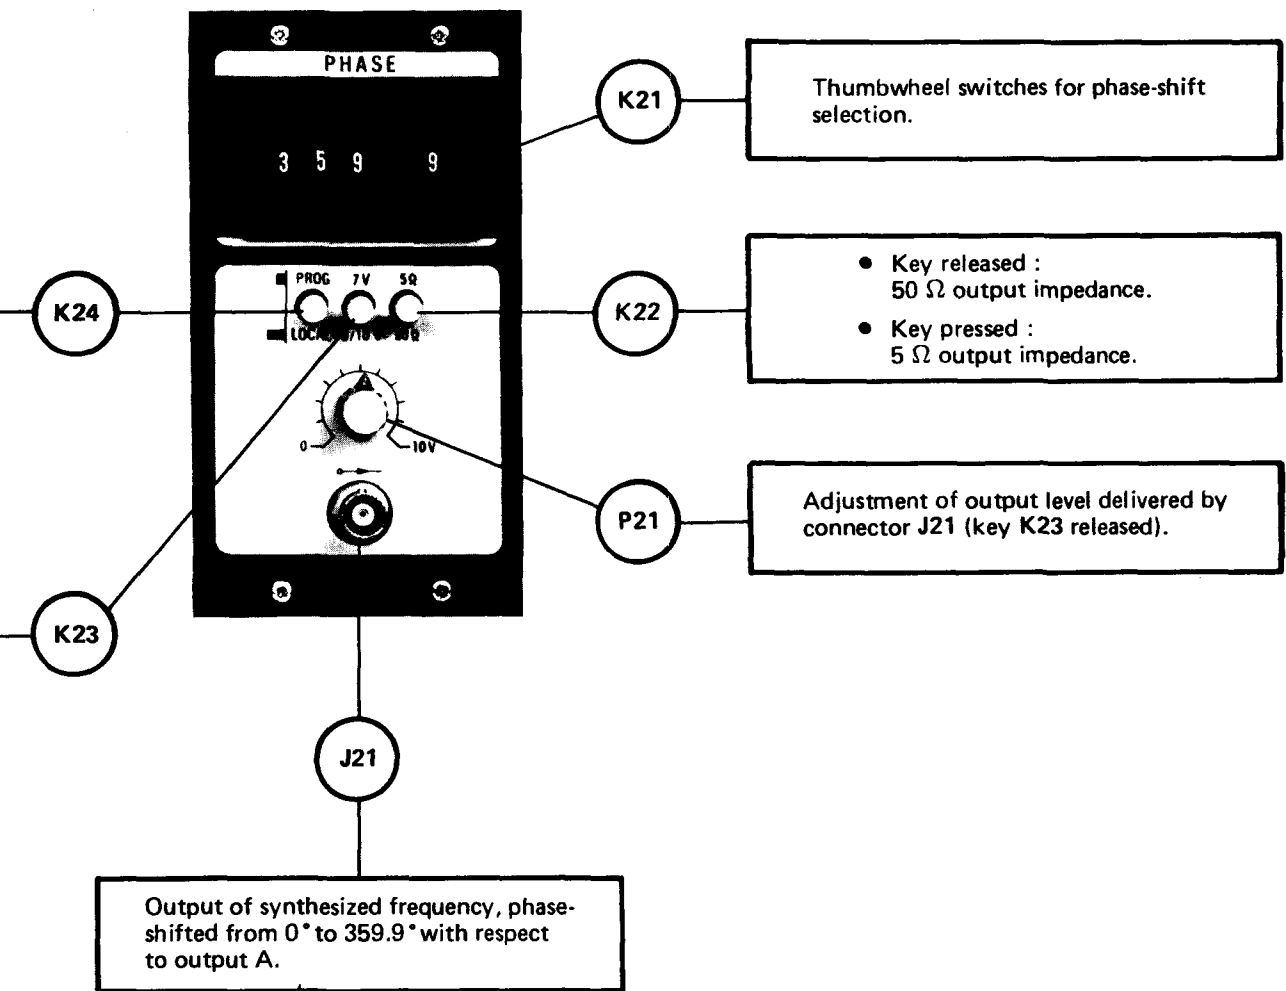 PHASE
3 5 9 9
PROG 7V 5Ω
0 10V
K21
Thumbwheel switches for phase-shift
selection.
K24
K22
● Key released :
50 Ω output impedance.
● Key pressed :
5 Ω output impedance.
P21
Adjustment of output level delivered by
connector J21 (key K23 released).
K23
J21
Output of synthesized frequency, phase-
shifted from 0° to 359.9° with respect
to output A.